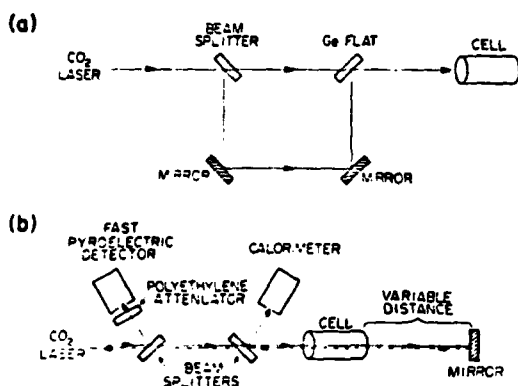 (a)
BEAM
SPLITTER
Ge FLAT
CELL
CO2
LASER
MIRROR
MIRROR
(b)
FAST
PYROELECTRIC
DETECTOR
CALORIMETER
POLYETHYLENE
ATTENUATOR
VARIABLE
DISTANCE
CELL
CO2
LASER
BEAM
SPLITTERS
MIRROR